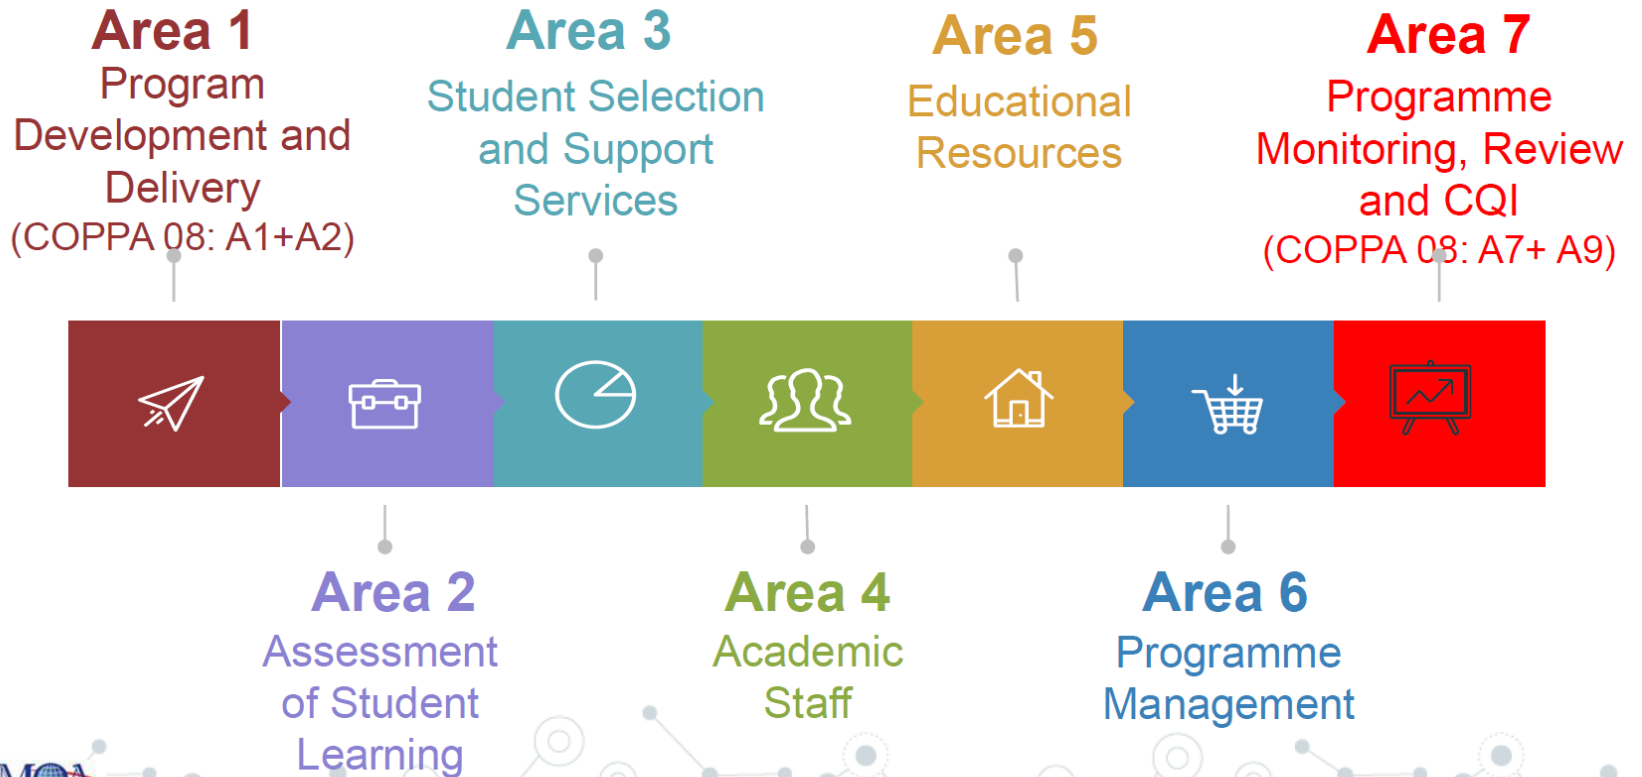 Area 1
Program
Development and
Delivery
(COPPA 08: A1+A2)
Area 3
Student Selection
and Support
Services
Area 5
Educational
Resources
Area 7
Programme
Monitoring, Review
and CQI
(COPPA 08: A7+ A9)
Area 2
Assessment
of Student
Learning
Area 4
Academic
Staff
Area 6
Programme
Management
MQA